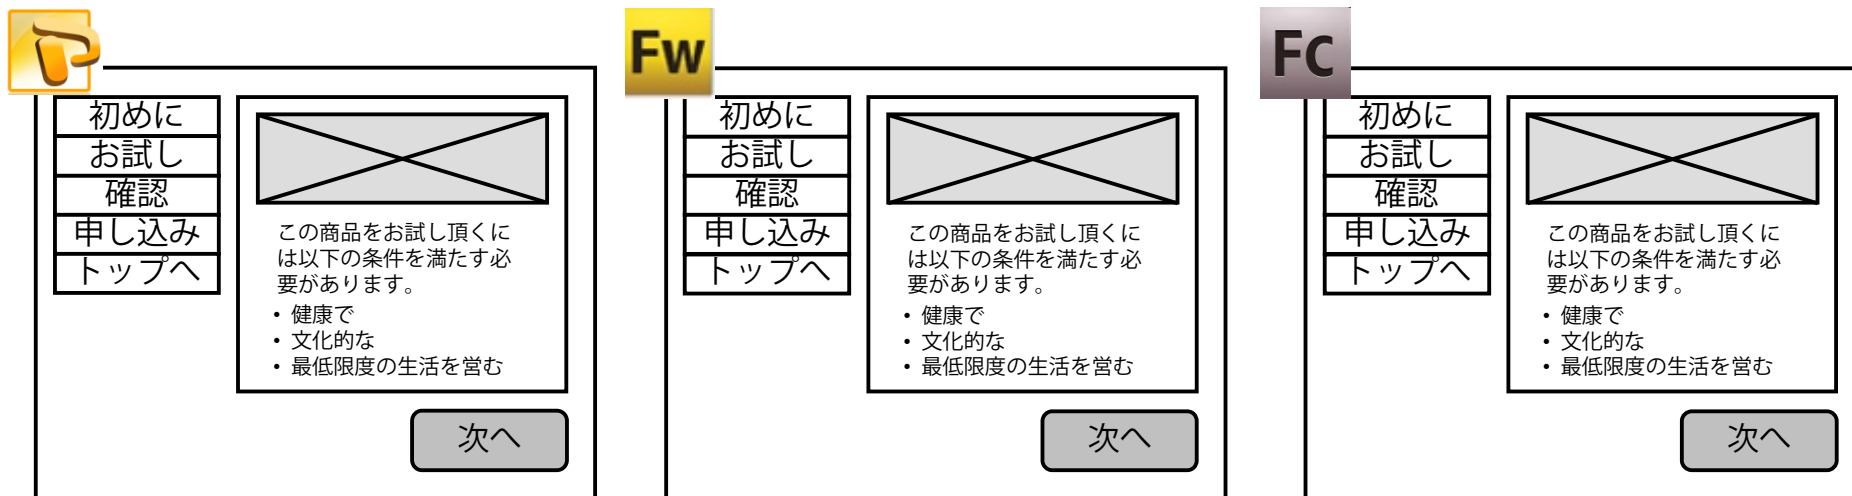 初めに
お試し
確認
申し込み
トップへ
この商品をお試し頂くに
は以下の条件を満たす必
要があります。
• 健康で
• 文化的な
• 最低限度の生活を営む
次へ
Fw
初めに
お試し
確認
申し込み
トップへ
この商品をお試し頂くに
は以下の条件を満たす必
要があります。
• 健康で
• 文化的な
• 最低限度の生活を営む
次へ
FC
初めに
お試し
確認
申し込み
トップへ
この商品をお試し頂くに
は以下の条件を満たす必
要があります。
• 健康で
• 文化的な
• 最低限度の生活を営む
次へ